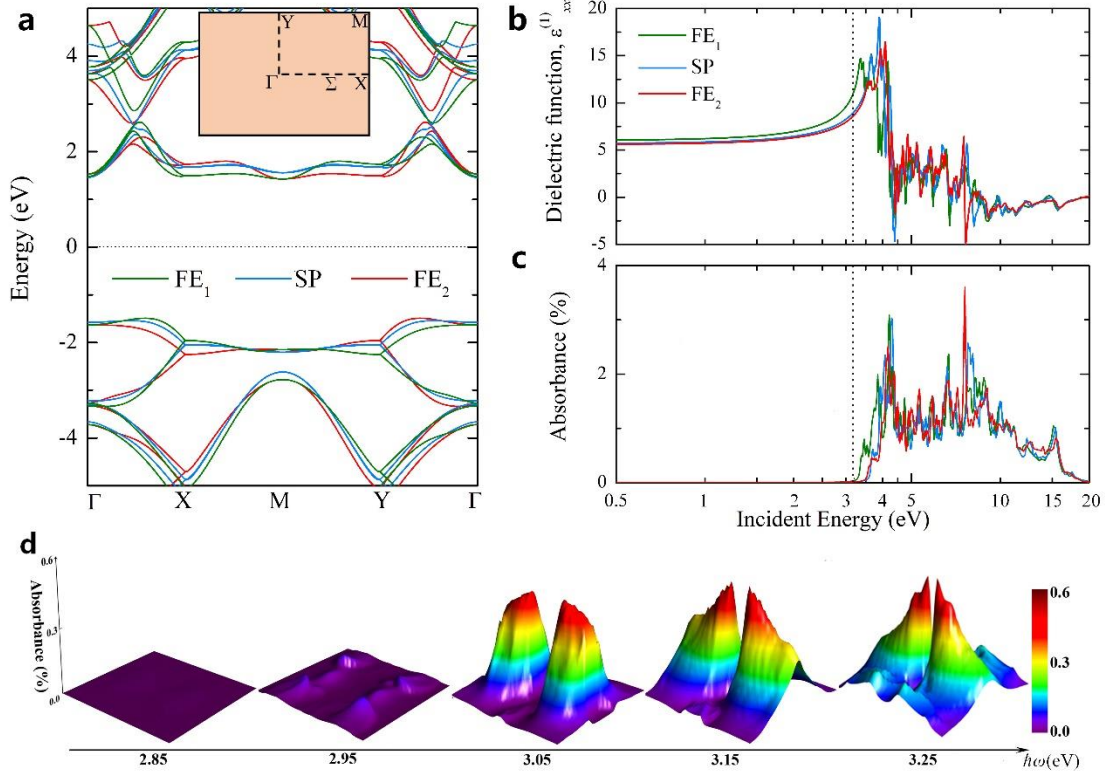 a
4
2
0
-2
-4
Energy (eV)
Y
M
Γ
Σ
X
FE₁
SP
FE₂
Γ
X
M
Y
Γ
b
20
15
10
5
0
-5
Dielectric function, ε⁽¹⁾ₓₓ
FE₁
SP
FE₂
c
4
2
0
Absorbance (%)
0.5
1
2
3
4
5
10
15
20
Incident Energy (eV)
d
0.6
0.3
0.0
Absorbance (%)
0.6
0.3
0.0
2.85
2.95
3.05
3.15
3.25
ħω(eV)